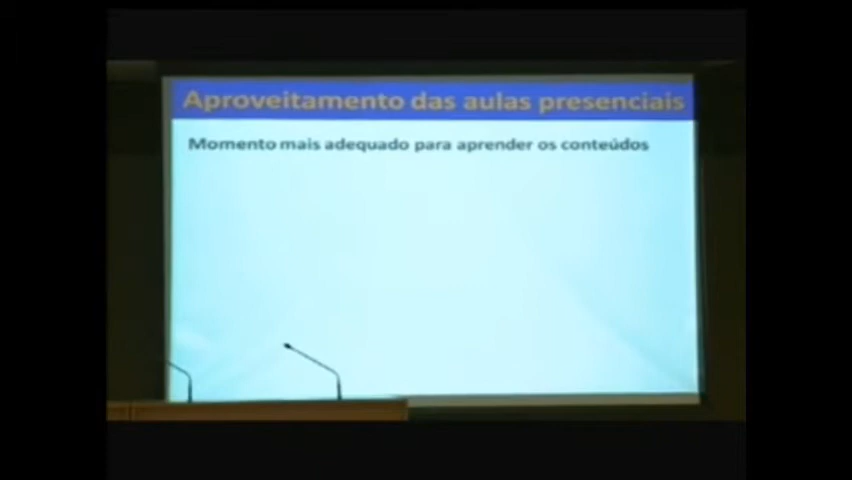 Aproveitamento das aulas presenciais
Momento mais adequado para aprender os conteúdos